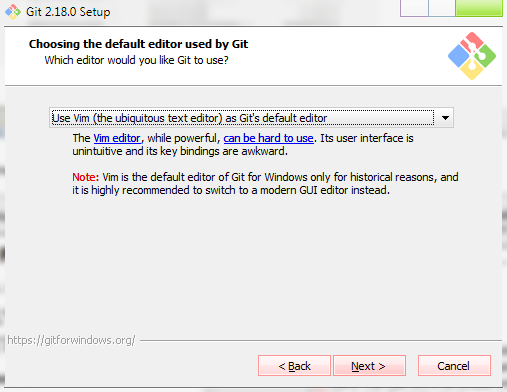 Git 2.18.0 Setup
Choosing the default editor used by Git
Which editor would you like Git to use?
Use Vim (the ubiquitous text editor) as Git's default editor
The Vim editor, while powerful, can be hard to use. Its user interface is
unintuitive and its key bindings are awkward.
Note: Vim is the default editor of Git for Windows only for historical reasons, and
it is highly recommended to switch to a modern GUI editor instead.
https://gitforwindows.org/
< Back
Next >
Cancel